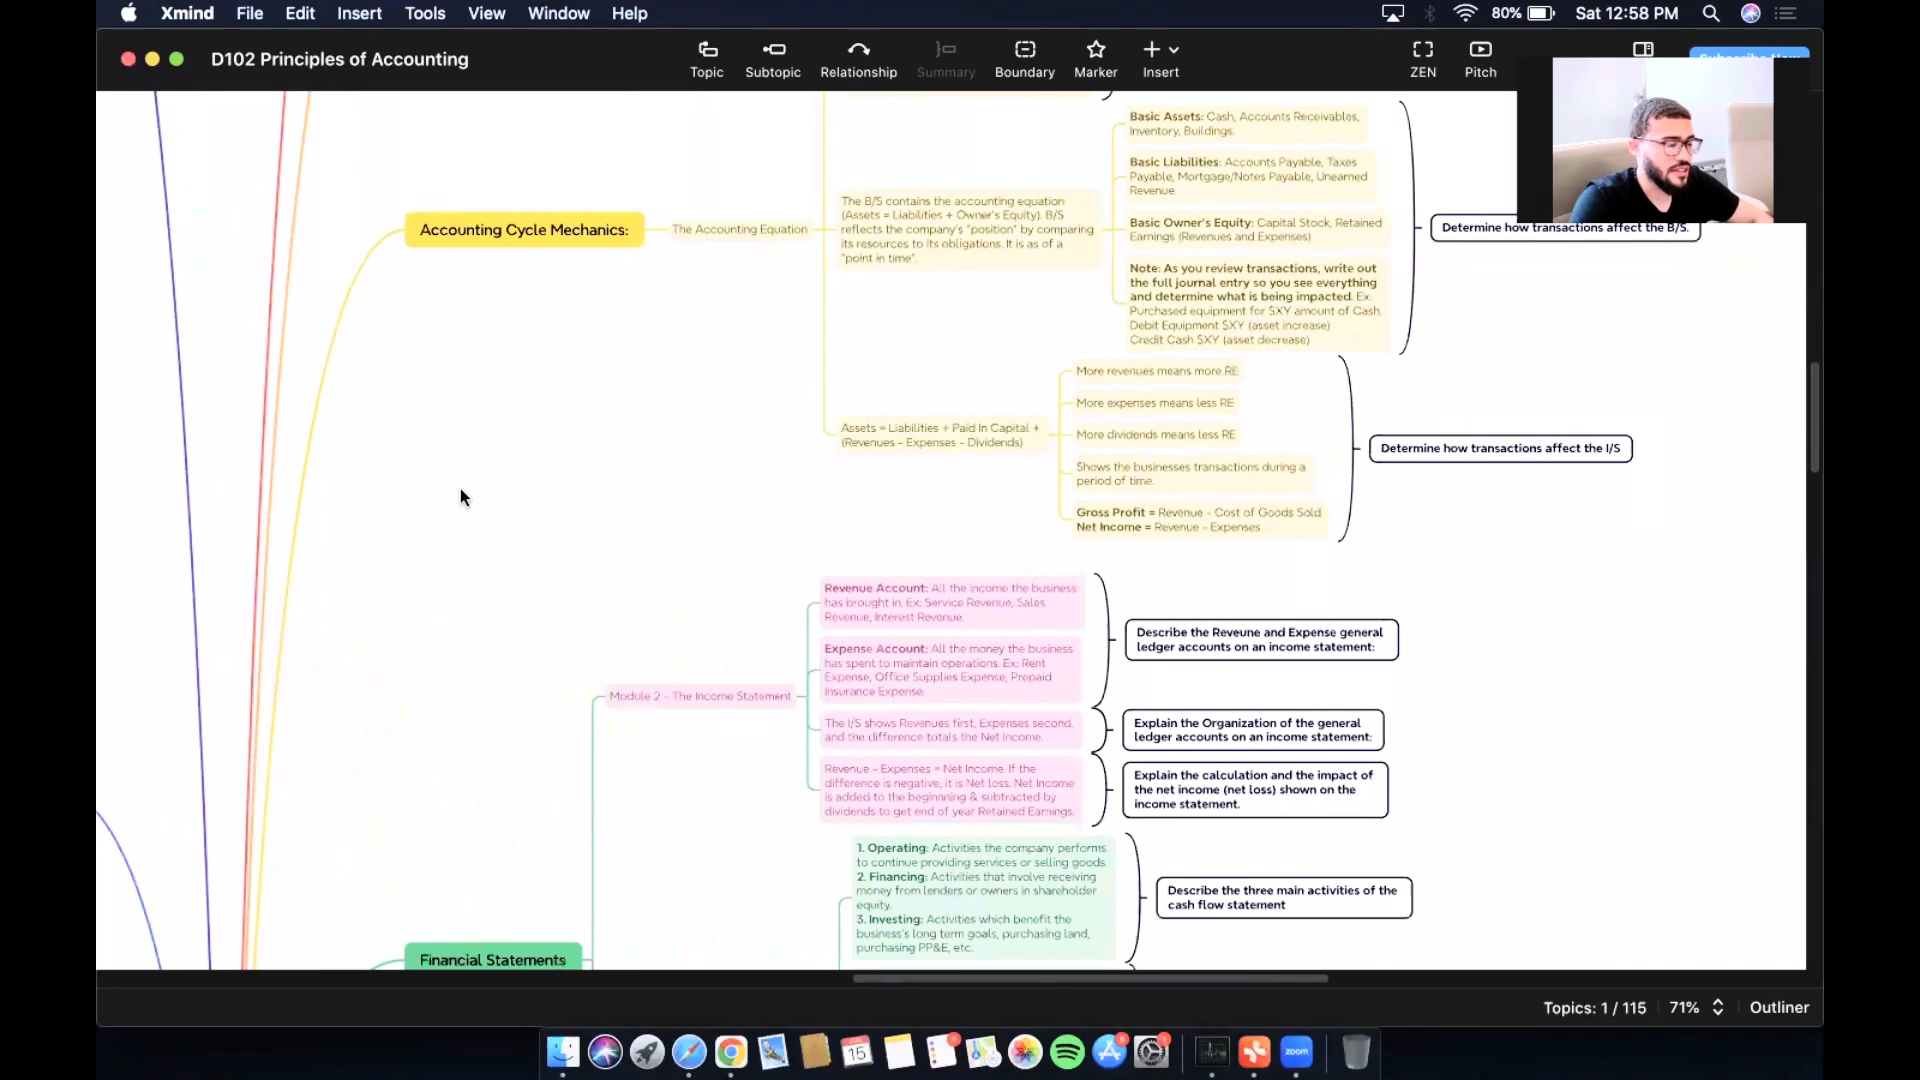 Xmind File Edit Insert Tools View Window Help
80% Sat 12:58 PM
D102 Principles of Accounting
Topic Subtopic Relationship Summary Boundary Marker Insert
ZEN Pitch
Basic Assets: Cash, Accounts Receivables,
Inventory, Buildings.
Basic Liabilities: Accounts Payable, Taxes
Payable, Mortgage/Notes Payable, Unearned
Revenue.
The B/S contains the accounting equation
(Assets = Liabilities + Owner's Equity). B/S
reflects the company's "position" by comparing
its resources to its obligations. It is as of a
"point in time".
Accounting Cycle Mechanics:
The Accounting Equation
Basic Owner's Equity: Capital Stock, Retained
Earnings (Revenues and Expenses)
Determine how transactions affect the B/S.
Note: As you review transactions, write out
the full journal entry so you see everything
and determine what is being impacted. Ex:
Purchased equipment for $XY amount of Cash.
Debit Equipment $XY (asset increase)
Credit Cash $XY (asset decrease)
Assets = Liabilities + Paid In Capital +
(Revenues - Expenses - Dividends)
More revenues means more RE
More expenses means less RE
More dividends means less RE
Shows the businesses transactions during a
period of time.
Gross Profit = Revenue - Cost of Goods Sold
Net Income = Revenue - Expenses
Determine how transactions affect the I/S
Module 2 - The Income Statement
Revenue Account: All the income the business
has brought in. Ex: Service Revenue, Sales
Revenue, Interest Revenue.
Expense Account: All the money the business
has spent to maintain operations. Ex: Rent
Expense, Office Supplies Expense, Prepaid
Insurance Expense.
Describe the Reveune and Expense general
ledger accounts on an income statement:
The I/S shows Revenues first, Expenses second,
and the difference totals the Net Income.
Explain the Organization of the general
ledger accounts on an income statement:
Revenue - Expenses = Net Income. If the
difference is negative, it is Net loss. Net Income
is added to the beginning & subtracted by
dividends to get end of year Retained Earnings.
Explain the calculation and the impact of
the net income (net loss) shown on the
income statement.
1. Operating: Activities the company performs
to continue providing services or selling goods.
2. Financing: Activities that involve receiving
money from lenders or owners in shareholder
equity.
3. Investing: Activities which benefit the
business's long term goals, purchasing land,
purchasing PP&E, etc.
Describe the three main activities of the
cash flow statement
Financial Statements
Topics: 1 / 115 71% Outliner
15
zoom